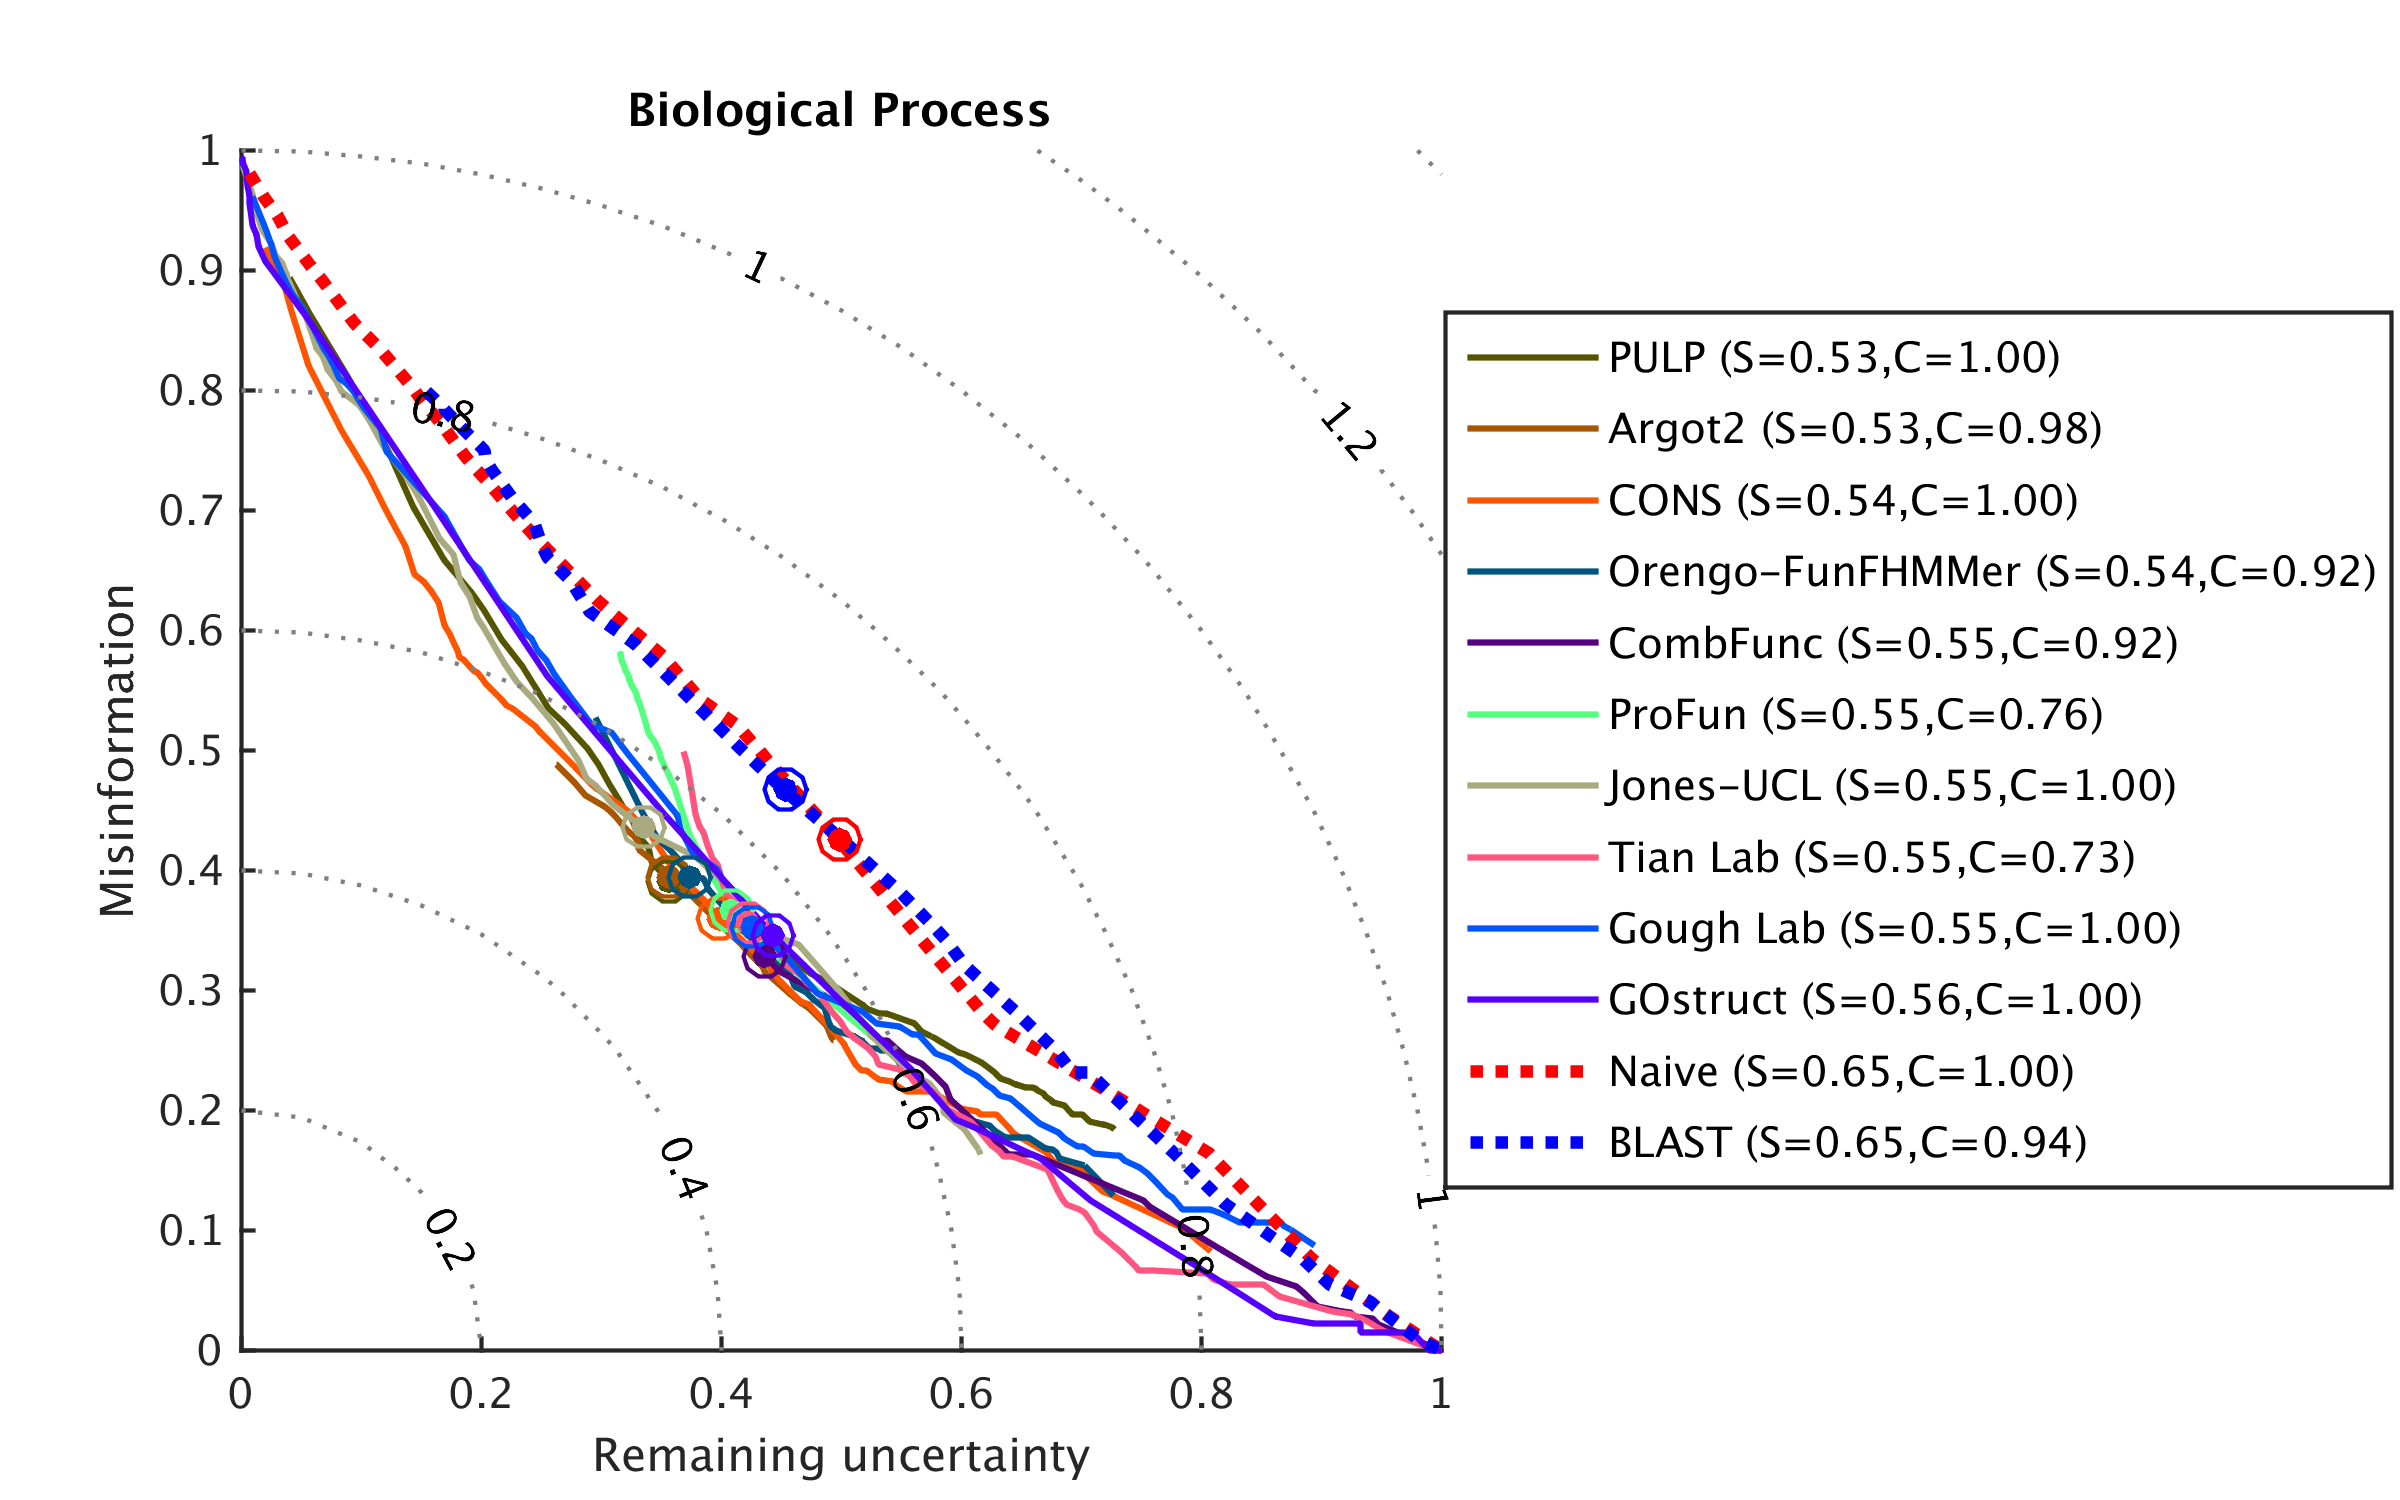 Biological Process
1
0.9
0.8
0.7
0.6
0.5
0.4
0.3
0.2
0.1
0
Misinformation
0
0.2
0.4
0.6
0.8
1
Remaining uncertainty
1
1.2
0.8
0.6
0.4
0.2
0.8
1
PULP (S=0.53,C=1.00)
Argot2 (S=0.53,C=0.98)
CONS (S=0.54,C=1.00)
Orengo-FunFHMMer (S=0.54,C=0.92)
CombFunc (S=0.55,C=0.92)
ProFun (S=0.55,C=0.76)
Jones-UCL (S=0.55,C=1.00)
Tian Lab (S=0.55,C=0.73)
Gough Lab (S=0.55,C=1.00)
GOstruct (S=0.56,C=1.00)
Naive (S=0.65,C=1.00)
BLAST (S=0.65,C=0.94)